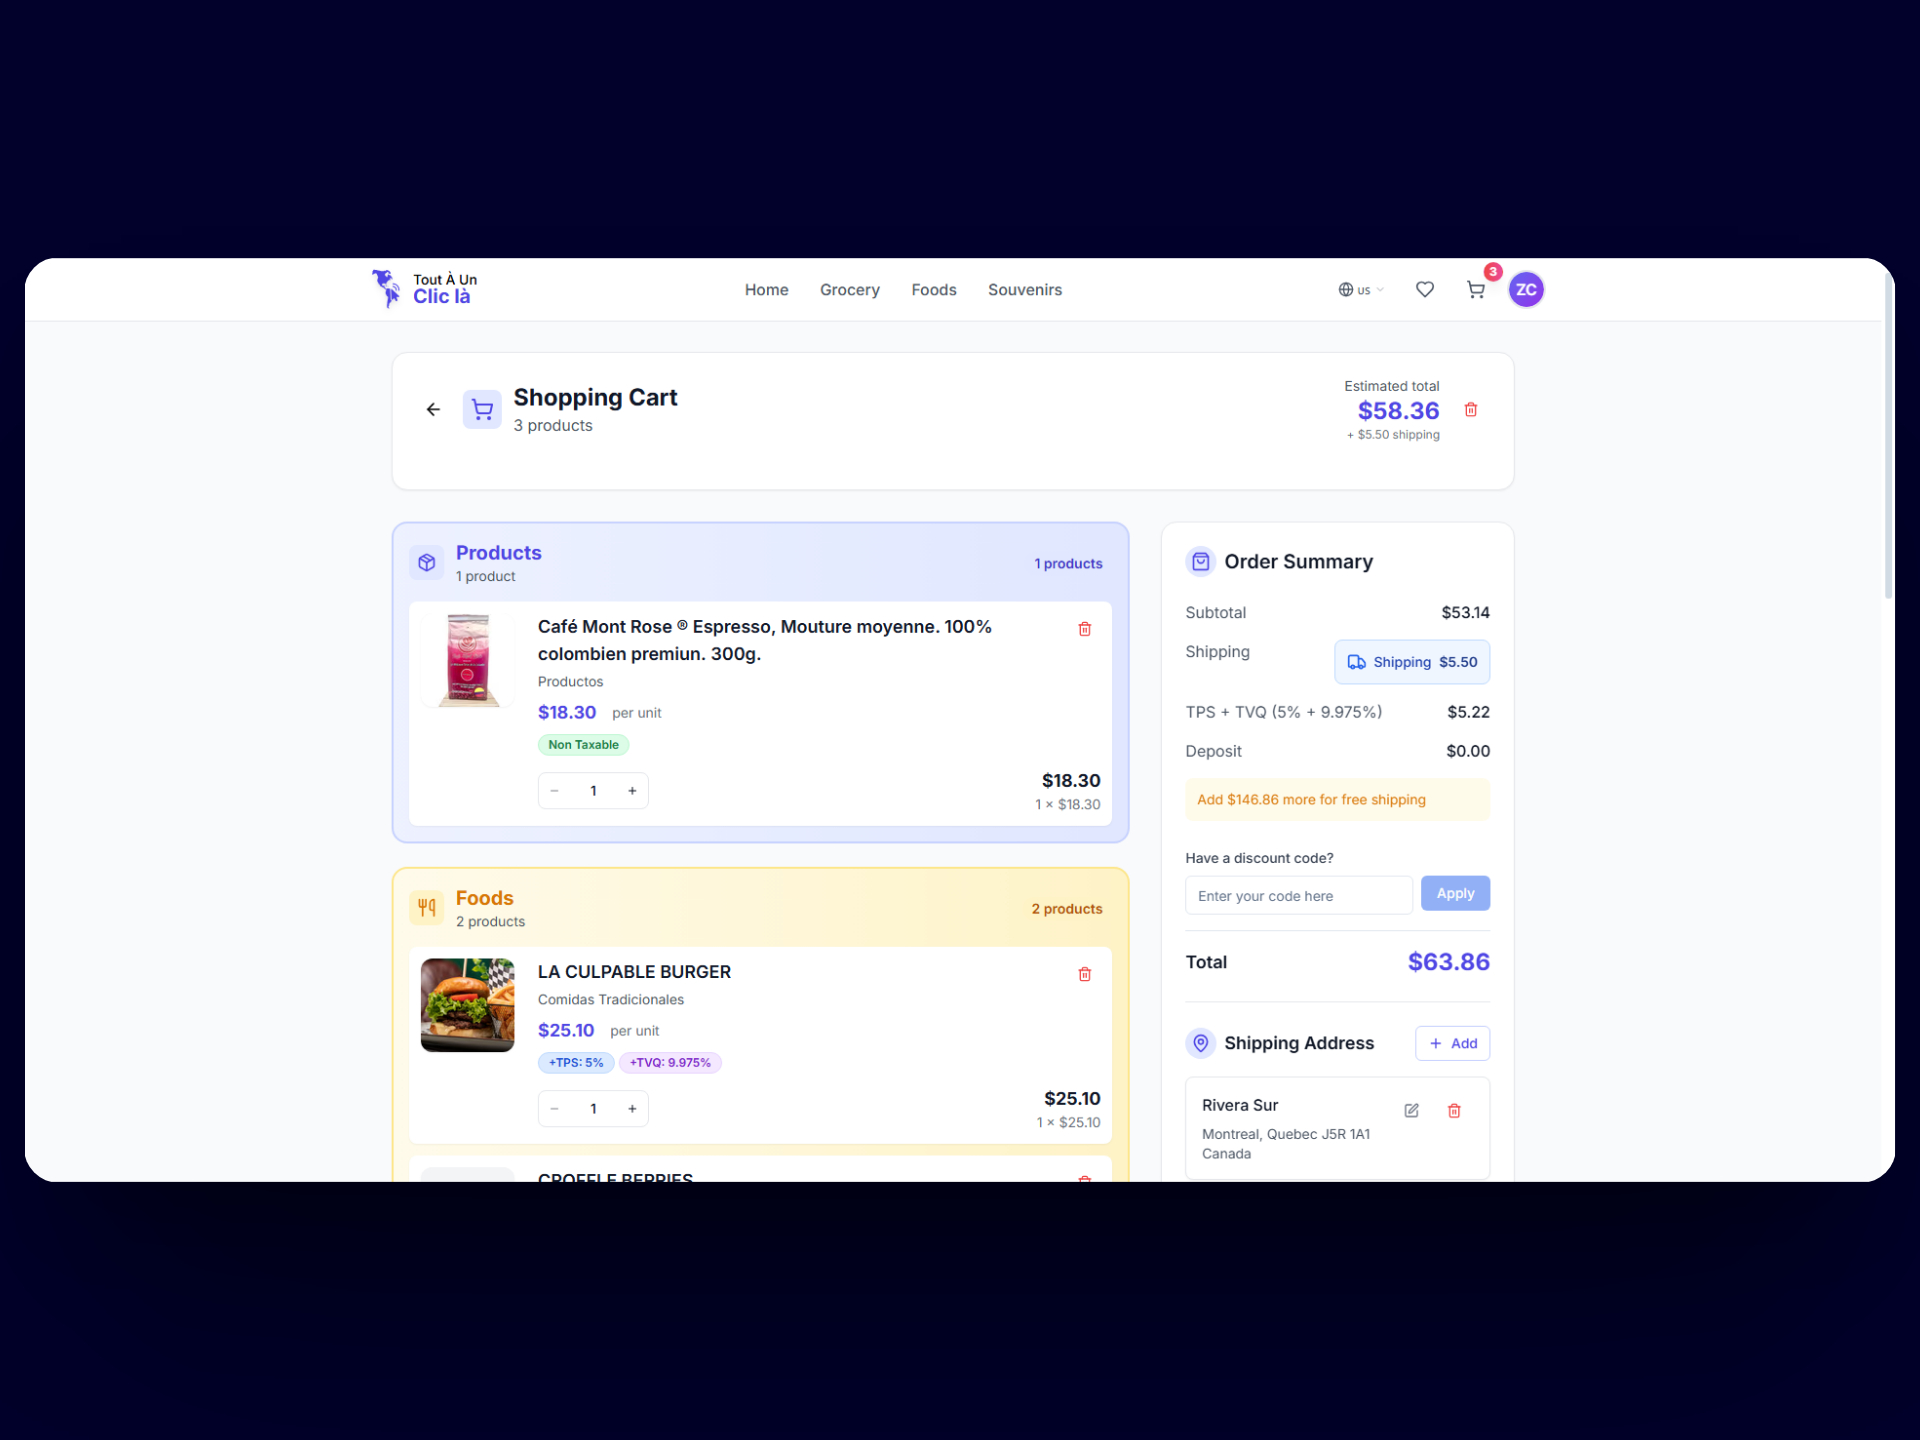 Tout À Un
Clic là
Home
Grocery
Foods
Souvenirs
US
3
ZC
Shopping Cart
3 products
Estimated total
$58.36
+ $5.50 shipping
Products
1 product
1 products
Café Mont Rose ® Espresso, Mouture moyenne. 100%
colombien premiun. 300g.
Productos
$18.30 per unit
Non Taxable
− 1 +
$18.30
1 × $18.30
Foods
2 products
2 products
LA CULPABLE BURGER
Comidas Tradicionales
$25.10 per unit
+TPS: 5% +TVQ: 9.975%
− 1 +
$25.10
1 × $25.10
CROFFLE BERRIES
Order Summary
Subtotal $53.14
Shipping
Shipping $5.50
TPS + TVQ (5% + 9.975%) $5.22
Deposit $0.00
Add $146.86 more for free shipping
Have a discount code?
Enter your code here
Apply
Total $63.86
Shipping Address
+ Add
Rivera Sur
Montreal, Quebec J5R 1A1
Canada